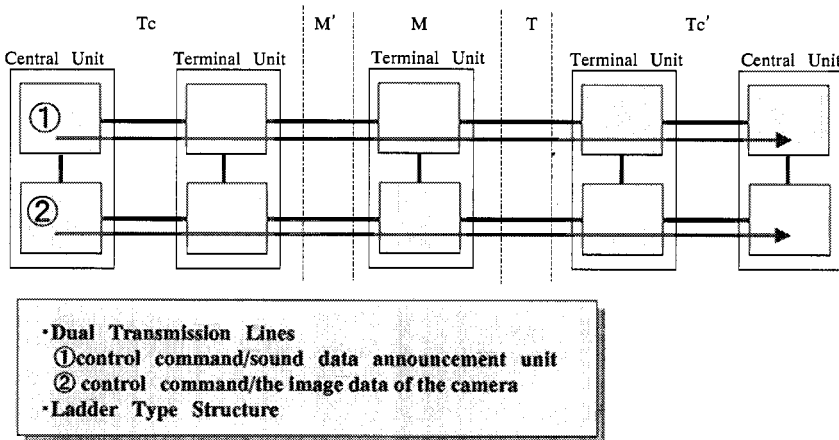 Tc M' M T Tc'
Central Unit Terminal Unit Terminal Unit Terminal Unit Central Unit
①
②
・Dual Transmission Lines
①control command/sound data announcement unit
② control command/the image data of the camera
・Ladder Type Structure